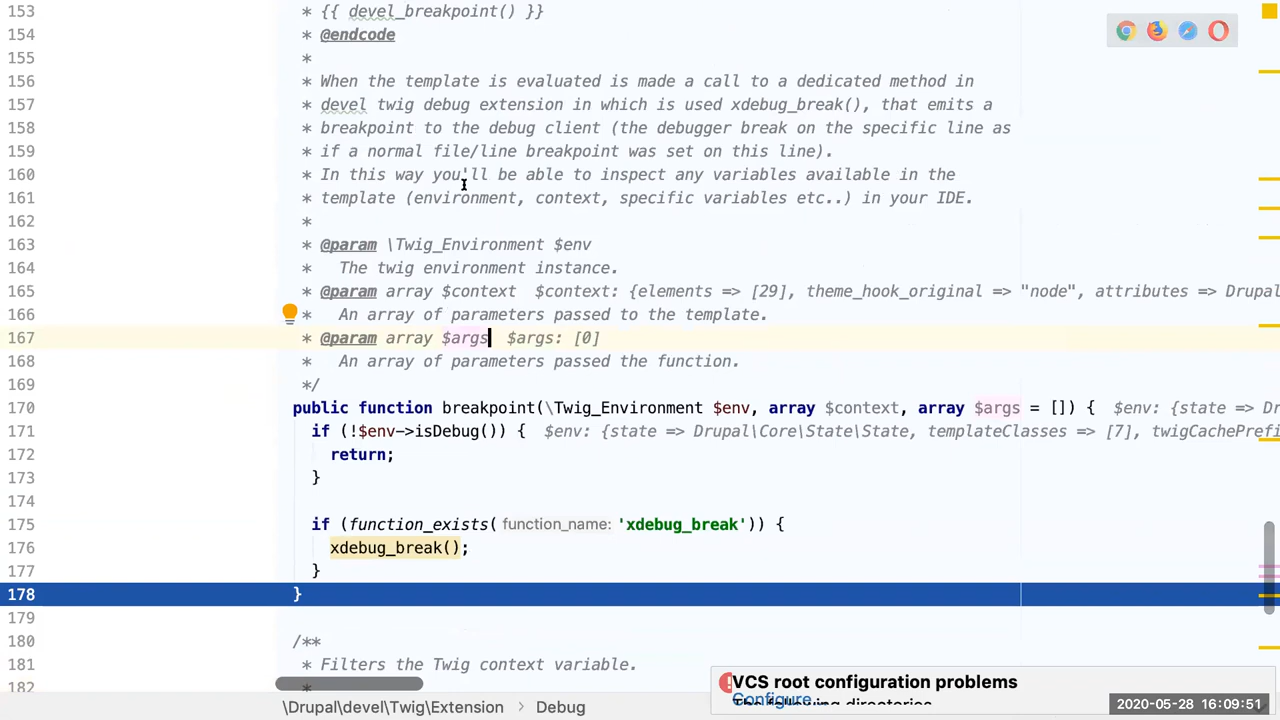 153 * {{ devel_breakpoint() }}
154 * @endcode
155 *
156 * When the template is evaluated is made a call to a dedicated method in
157 * devel twig debug extension in which is used xdebug_break(), that emits a
158 * breakpoint to the debug client (the debugger break on the specific line as
159 * if a normal file/line breakpoint was set on this line).
160 * In this way you'll be able to inspect any variables available in the
161 * template (environment, context, specific variables etc..) in your IDE.
162 *
163 * @param \Twig_Environment $env
164 *   The twig environment instance.
165 * @param array $context  $context: {elements => [29], theme_hook_original => "node", attributes => Drupal
166 *   An array of parameters passed to the template.
167 * @param array $args  $args: [0]
168 *   An array of parameters passed the function.
169 */
170 public function breakpoint(\Twig_Environment $env, array $context, array $args = []) {  $env: {state => Dr
171 if (!$env->isDebug()) {  $env: {state => Drupal\Core\State\State, templateClasses => [7], twigCachePrefi
172 return;
173 }
174
175 if (function_exists( function_name: 'xdebug_break')) {
176 xdebug_break();
177 }
178 }
179
180 /**
181 * Filters the Twig context variable.
182 *
VCS root configuration problems
Configure...
The following directories
\Drupal\devel\Twig\Extension > Debug
2020-05-28 16:09:51